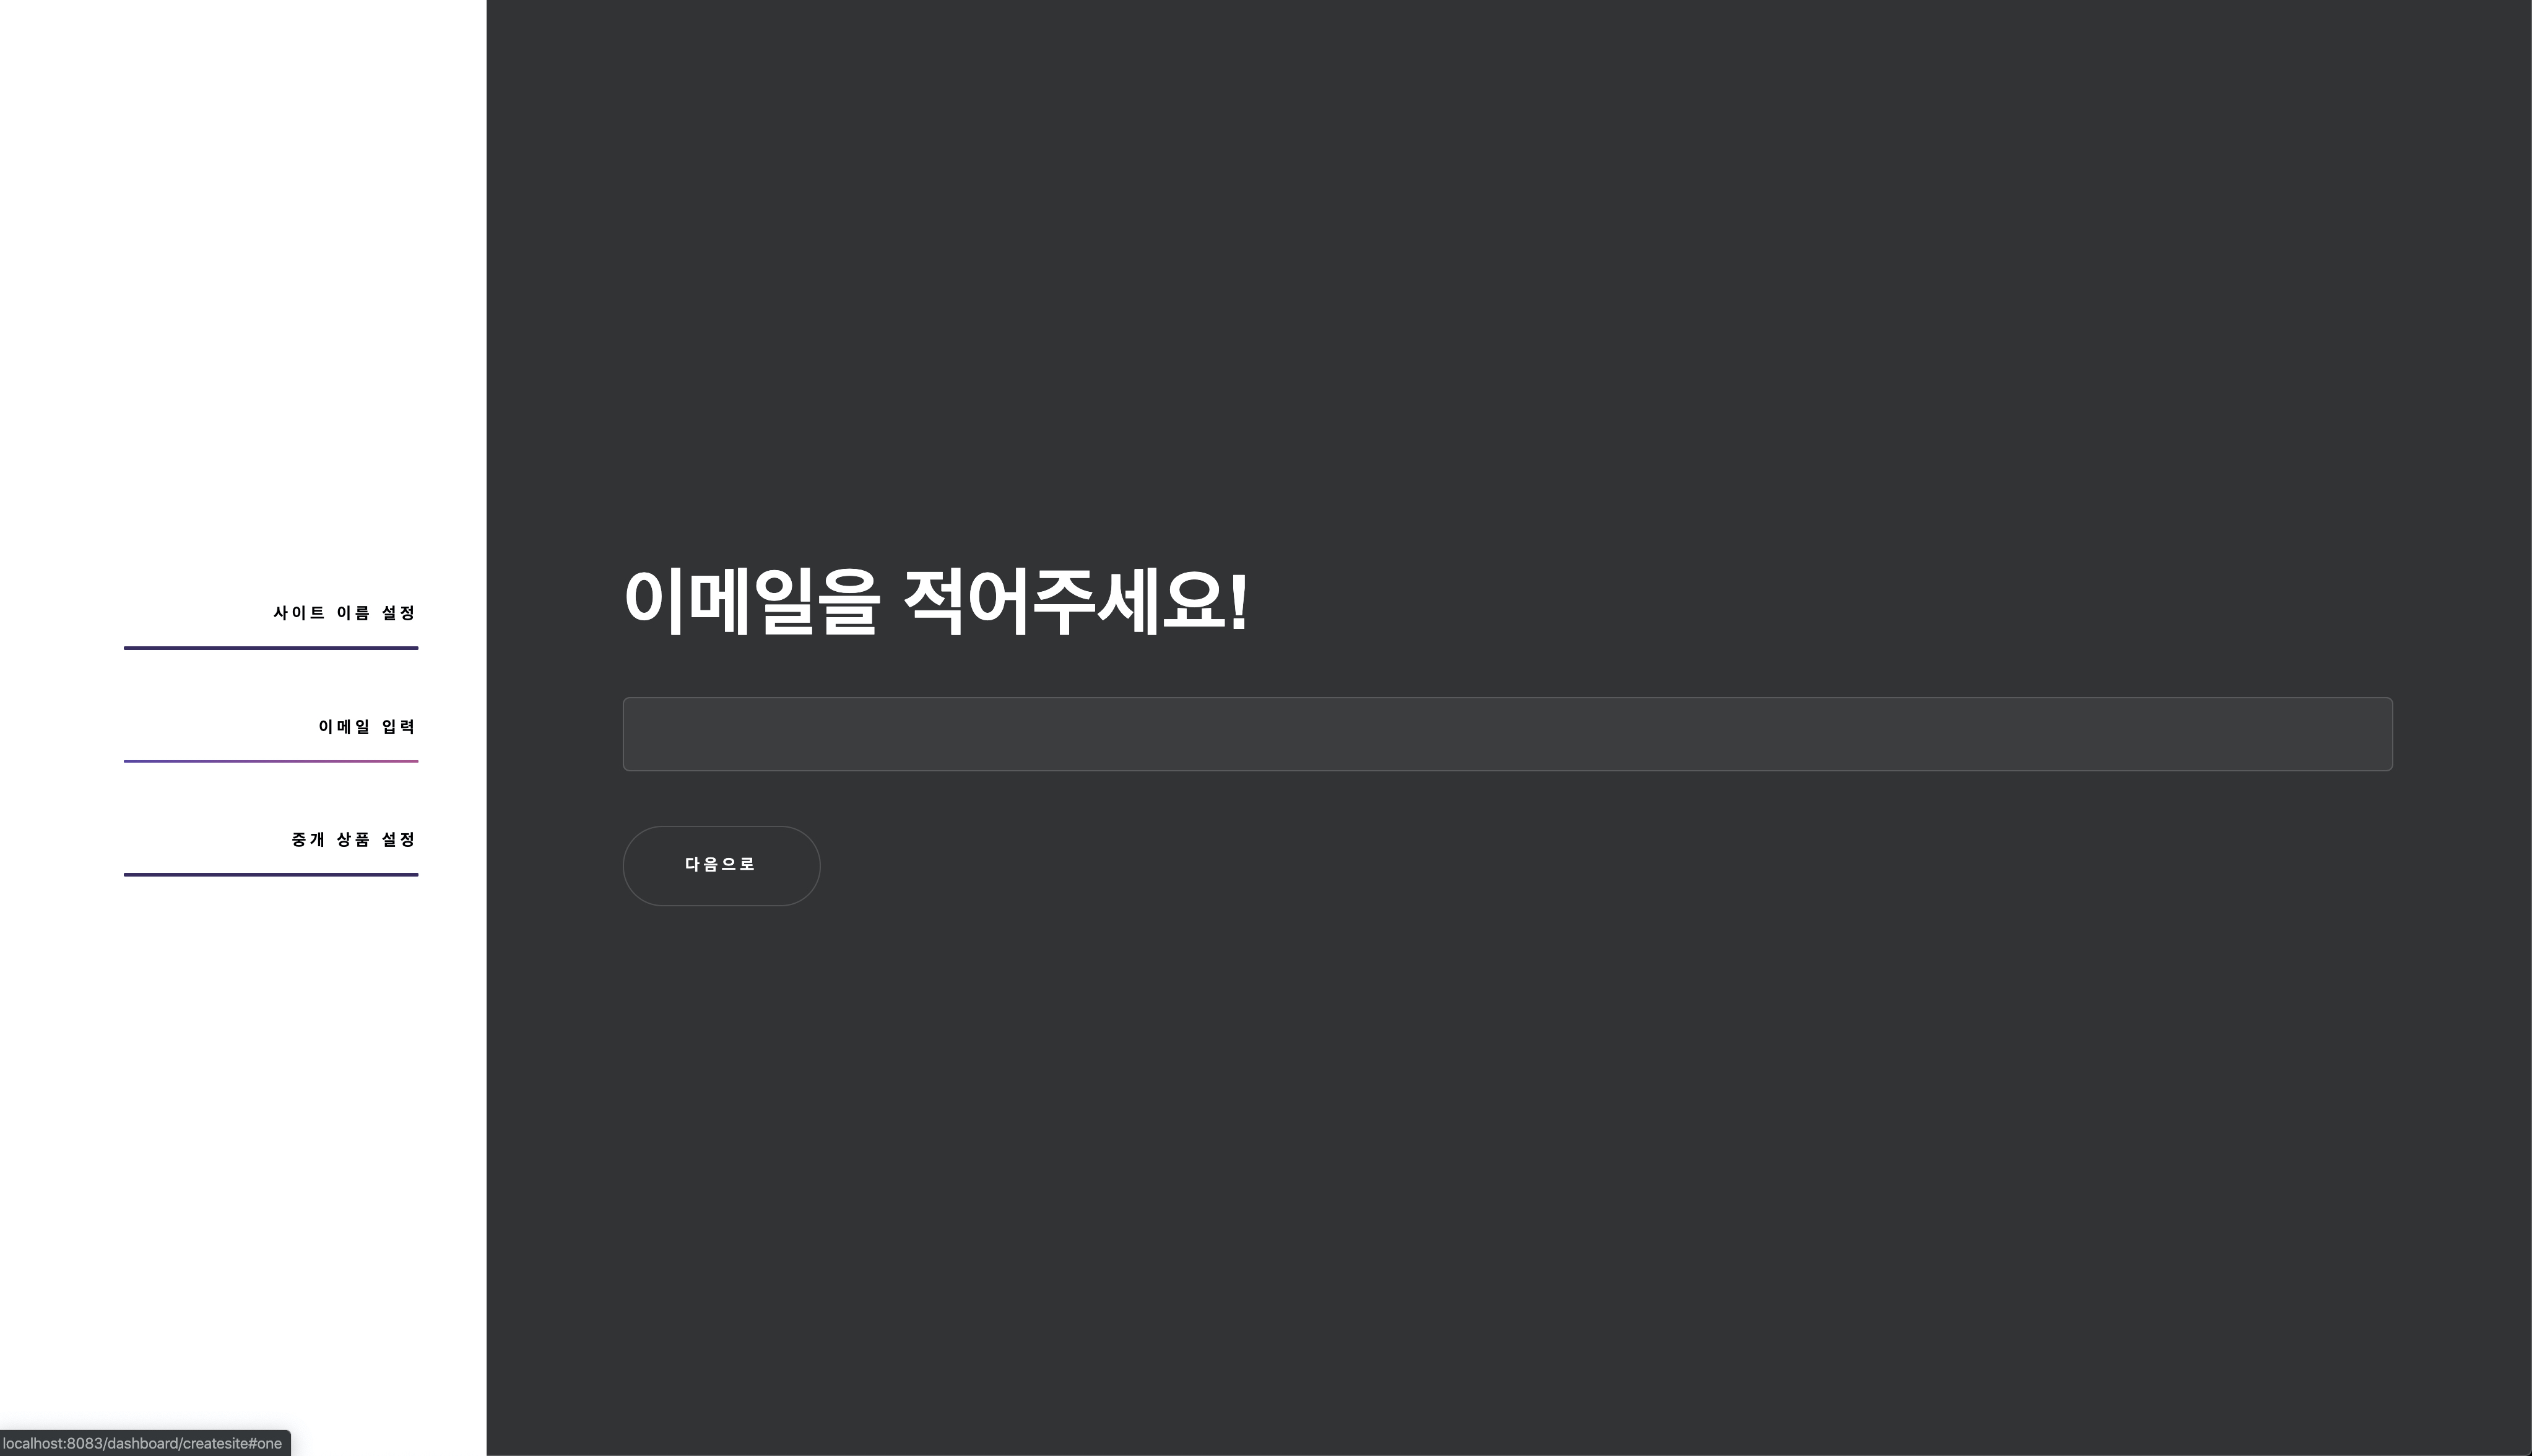 사이트 이름 설정
이메일 입력
중개 상품 설정
이메일을 적어주세요!
다음으로
localhost:8083/dashboard/createsite#one